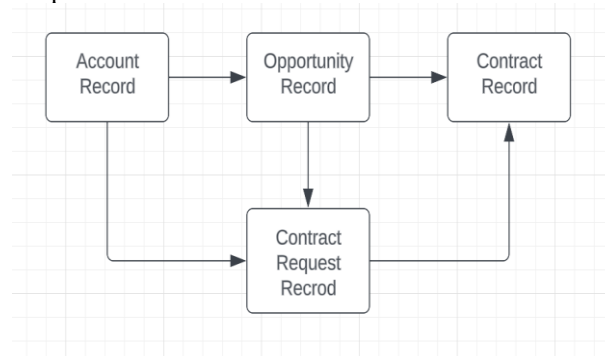 Account
Record
Opportunity
Record
Contract
Record
Contract
Request
Recrod